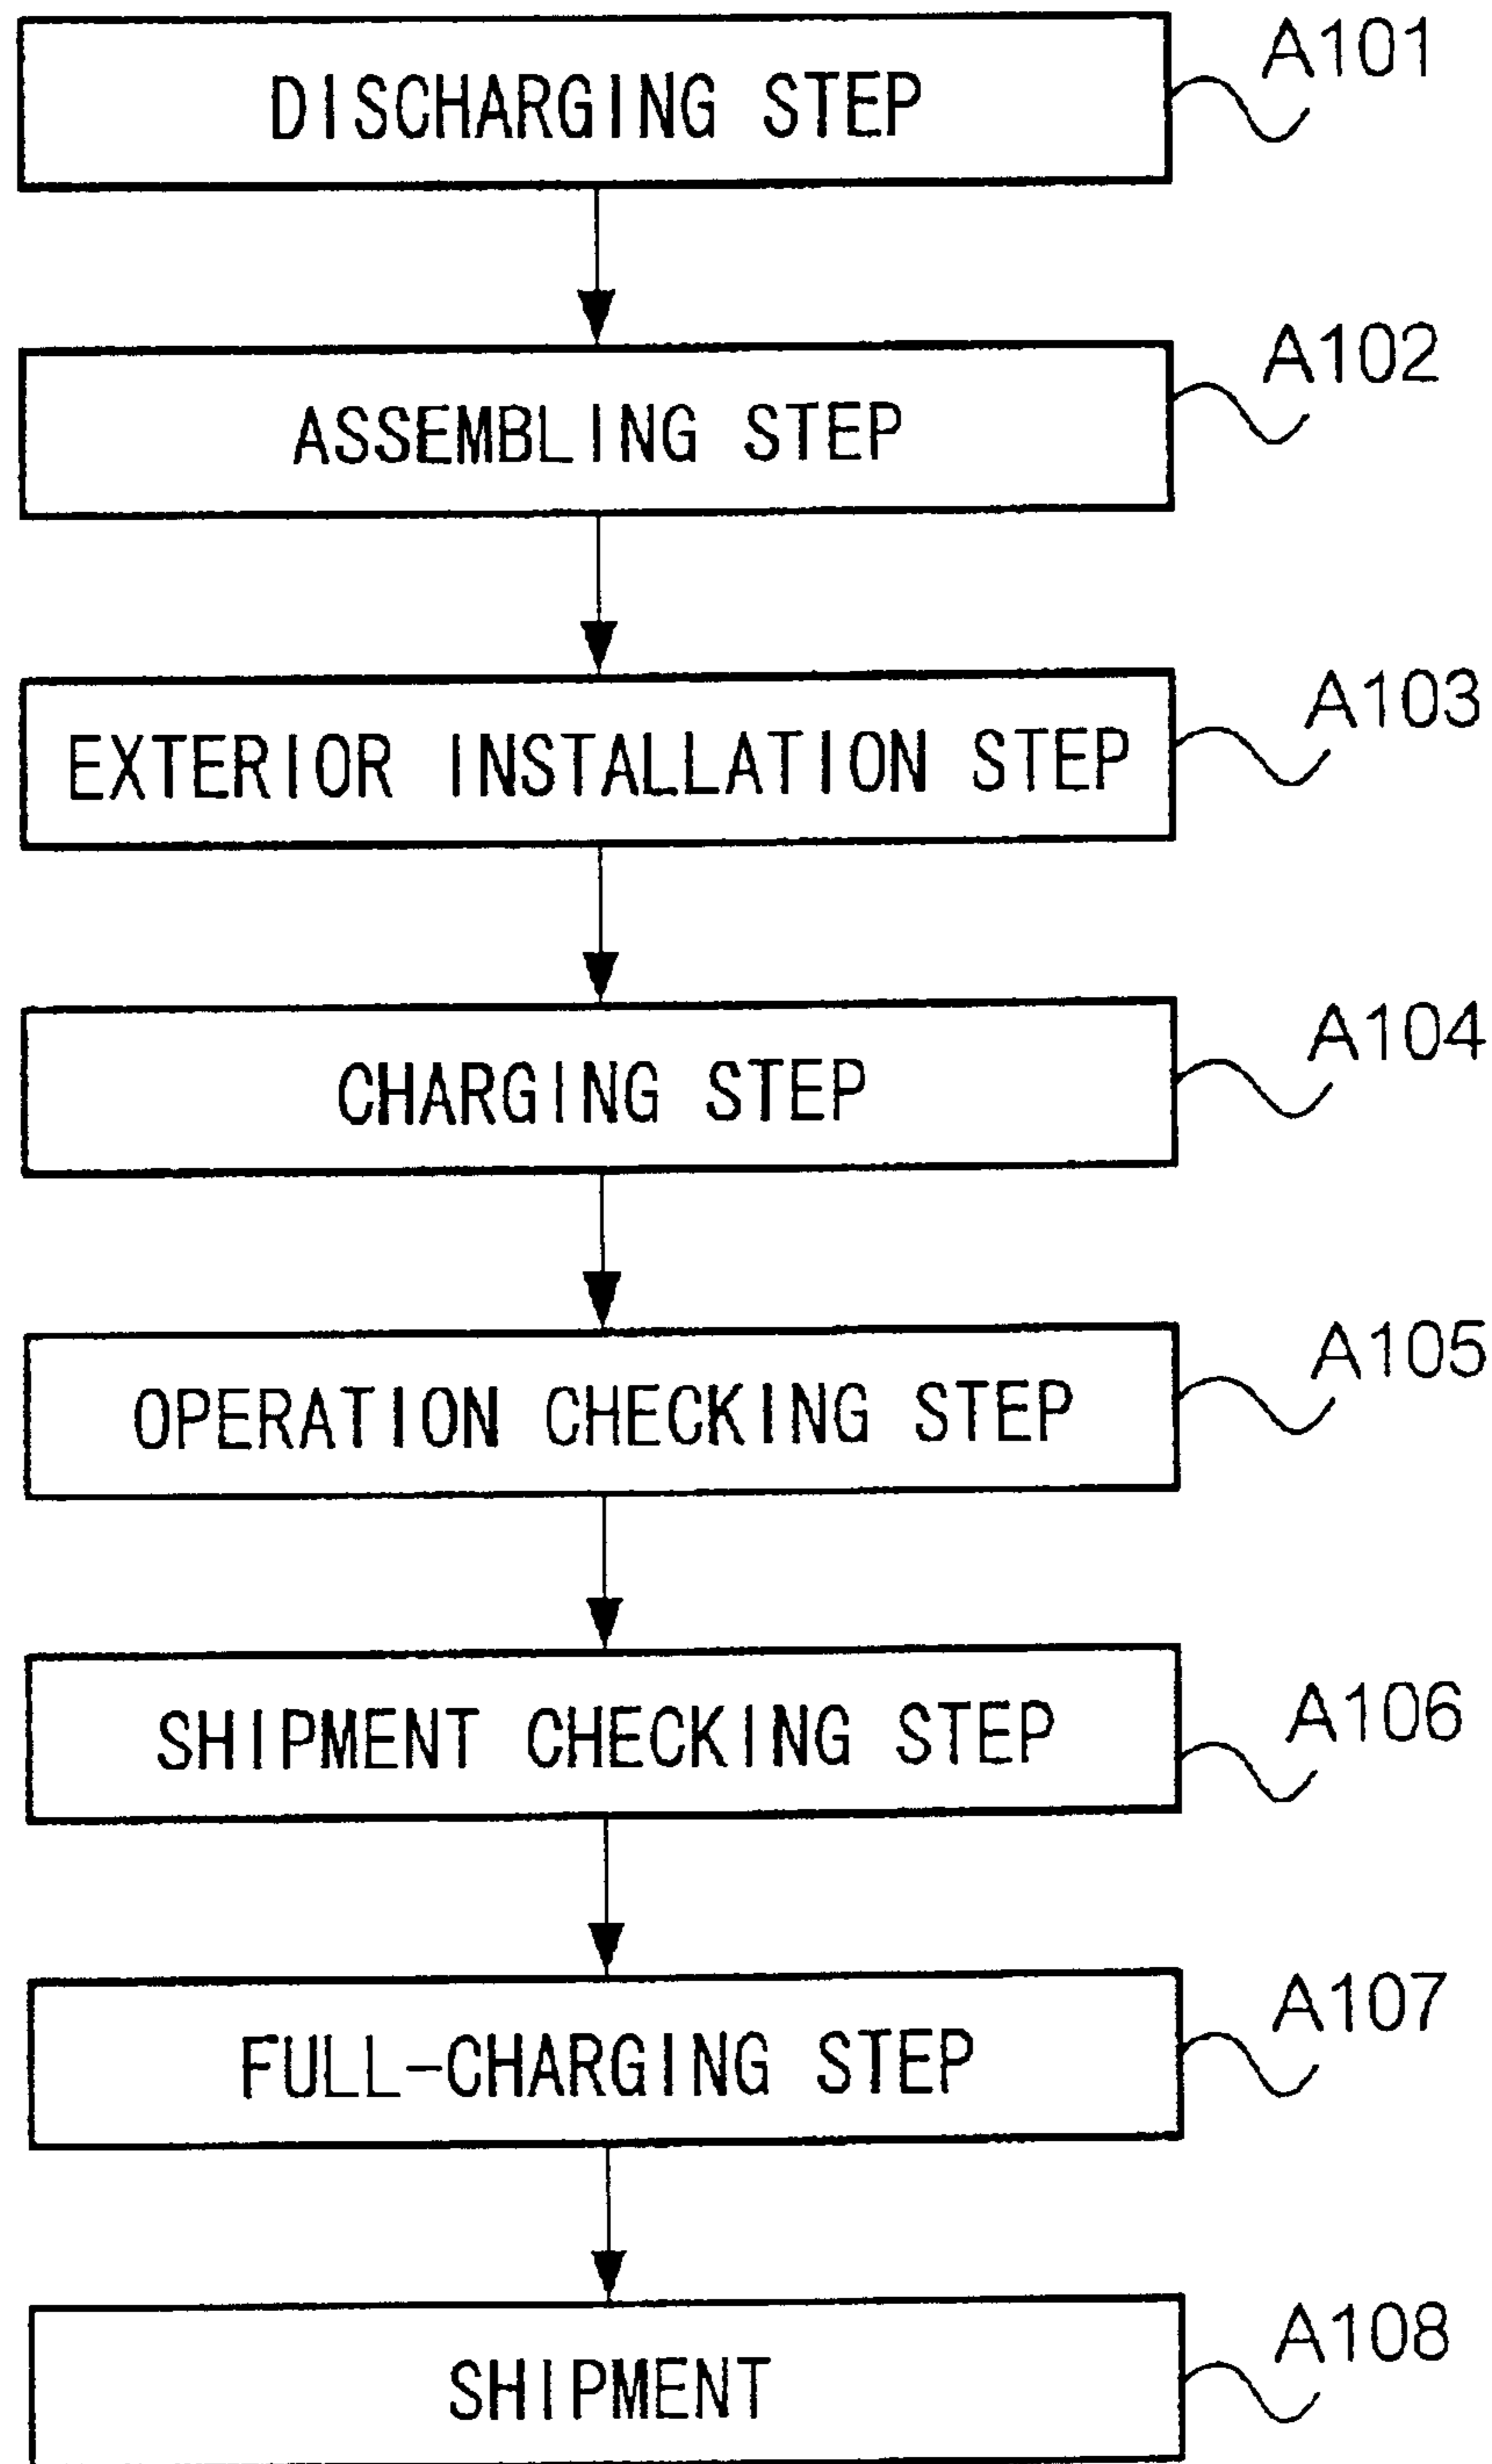 DISCHARGING STEP A101
ASSEMBLING STEP A102
EXTERIOR INSTALLATION STEP A103
CHARGING STEP A104
OPERATION CHECKING STEP A105
SHIPMENT CHECKING STEP A106
FULL-CHARGING STEP A107
SHIPMENT A108